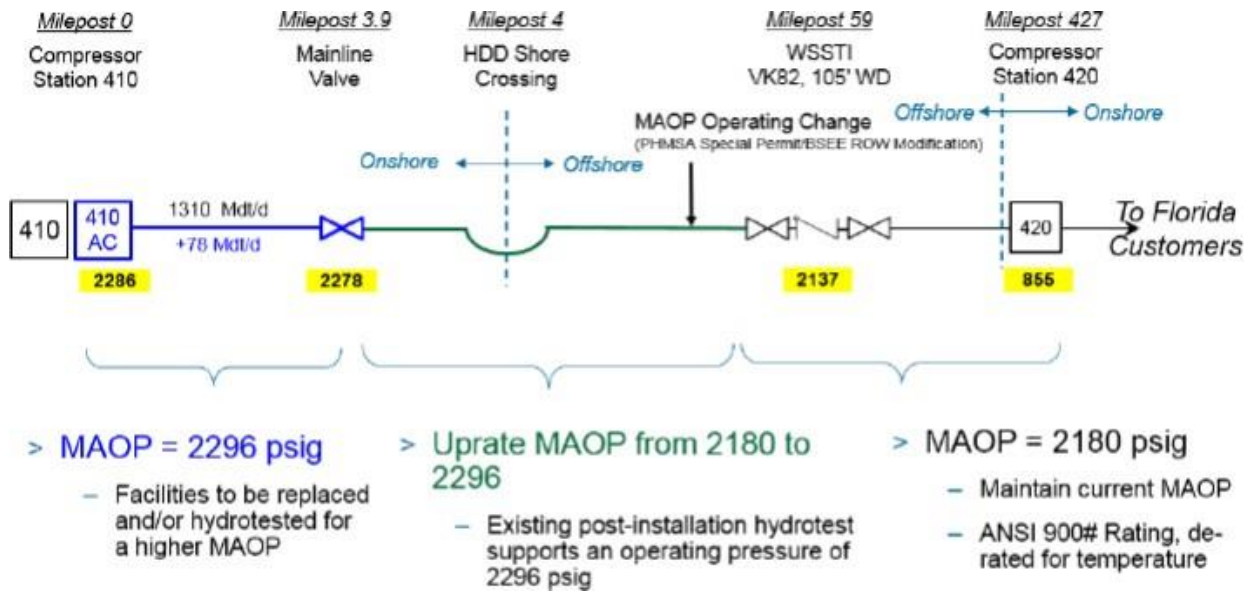 Milepost 0
Compressor
Station 410
Milepost 3.9
Mainline
Valve
Milepost 4
HDD Shore
Crossing
Milepost 59
WSSTI
VK82, 105' WD
Milepost 427
Compressor
Station 420
Offshore
Onshore
MAOP Operating Change
(PHMSA Special Permit/BSEE ROW Modification)
Onshore
Offshore
410
410
AC
1310 Mdt/d
+78 Mdt/d
420
To Florida
Customers
2286
2278
2137
855
> MAOP = 2296 psig
– Facilities to be replaced
and/or hydrotested for
a higher MAOP
> Uprate MAOP from 2180 to
2296
– Existing post-installation hydrotest
supports an operating pressure of
2296 psig
> MAOP = 2180 psig
– Maintain current MAOP
– ANSI 900# Rating, de-
rated for temperature